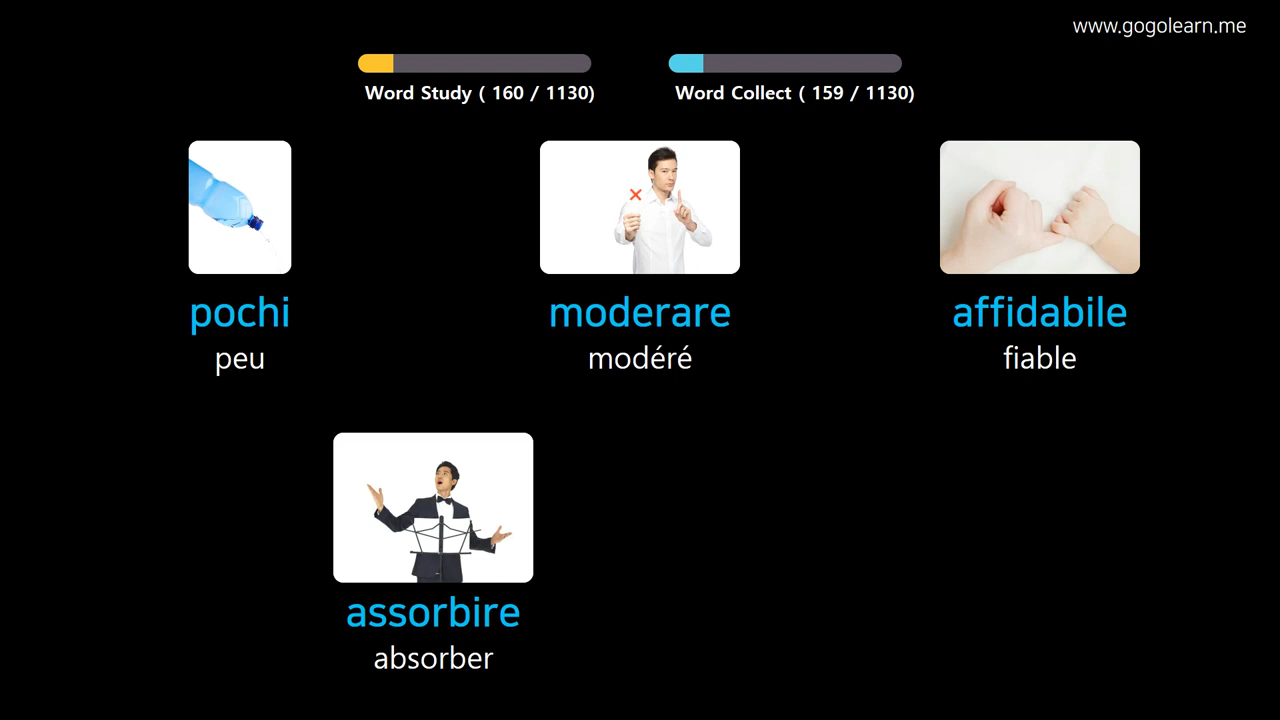 www.gogolearn.me
Word Study ( 160 / 1130)
Word Collect ( 159 / 1130)
pochi
peu
moderare
modéré
affidabile
fiable
assorbire
absorber